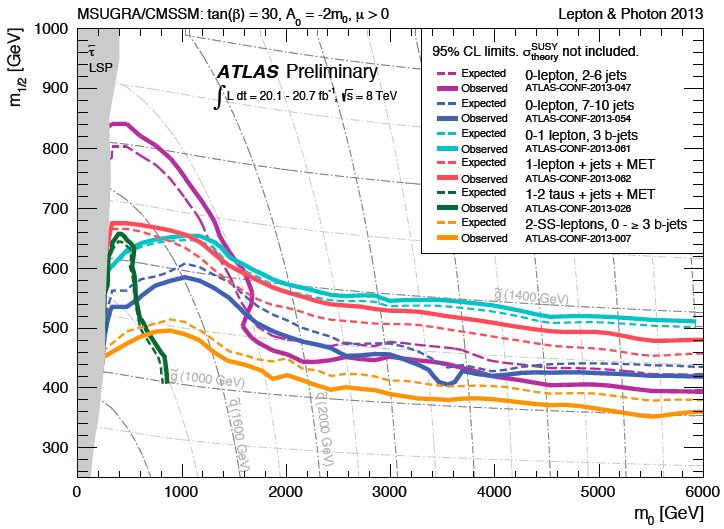 MSUGRA/CMSSM: tan(β) = 30, A₀ = -2m₀, μ > 0
Lepton & Photon 2013
m₁/₂ [GeV]
1000
900
800
700
600
500
400
300
τ̃
LSP
ATLAS Preliminary
∫ L dt = 20.1 - 20.7 fb⁻¹, √s = 8 TeV
95% CL limits. σ^SUSY_theory not included.
Expected 0-lepton, 2-6 jets
Observed ATLAS-CONF-2013-047
Expected 0-lepton, 7-10 jets
Observed ATLAS-CONF-2013-054
Expected 0-1 lepton, 3 b-jets
Observed ATLAS-CONF-2013-061
Expected 1-lepton + jets + MET
Observed ATLAS-CONF-2013-062
Expected 1-2 taus + jets + MET
Observed ATLAS-CONF-2013-026
Expected 2-SS-leptons, 0 - ≥ 3 b-jets
Observed ATLAS-CONF-2013-007
g̃ (1400 GeV)
g̃ (1000 GeV)
q̃ (1600 GeV)
q̃ (2000 GeV)
0 1000 2000 3000 4000 5000 6000
m₀ [GeV]